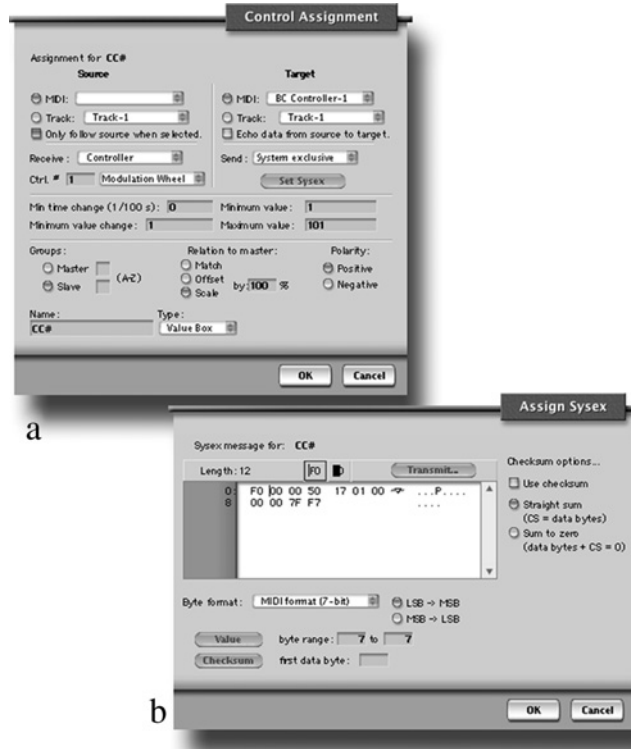 Control Assignment
Assignment for CC#
Source Target
MIDI: MIDI: BC Controller-1
Track: Track-1 Track: Track-1
Only follow source when selected. Echo data from source to target.
Receive: Controller Send: System exclusive
Ctrl. # 1 Modulation Wheel Set Sysex
Min time change (1/100 s): 0 Minimum value: 1
Minimum value change: 1 Maximum value: 101
Groups: Relation to master: Polarity:
Master Match Positive
(A-Z) Offset by: 100 % Negative
Slave Scale
Name: Type:
CC# Value Box
OK Cancel
a
Assign Sysex
Sysex message for: CC#
Length: 12 F0 Transmit...
0: F0 00 00 50 17 01 00 -?- ...P....
8 00 00 7F F7 ....
Checksum options...
Use checksum
Straight sum
(CS = data bytes)
Sum to zero
(data bytes + CS = 0)
Byte format: MIDI format (7-bit) LSB -> MSB
MSB -> LSB
Value byte range: 7 to 7
Checksum first data byte:
OK Cancel
b